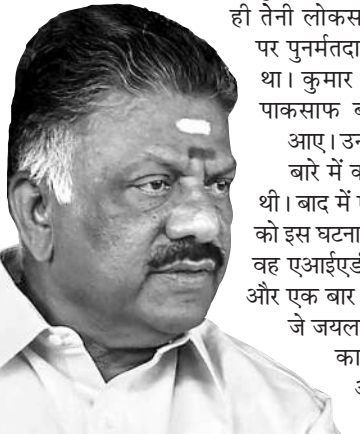 ही तेनी लोकस
पर पुनर्मतदा
था। कुमार
पाकसाफ ब
आए। उन
बारे में व
थी। बाद में ए
को इस घटना
वह एआईएडी
और एक बार
जे जयल
का